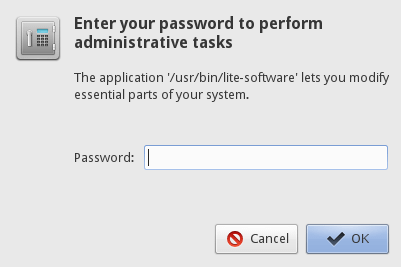 Enter your password to perform
administrative tasks
The application '/usr/bin/lite-software' lets you modify
essential parts of your system.
Password:
Cancel
OK